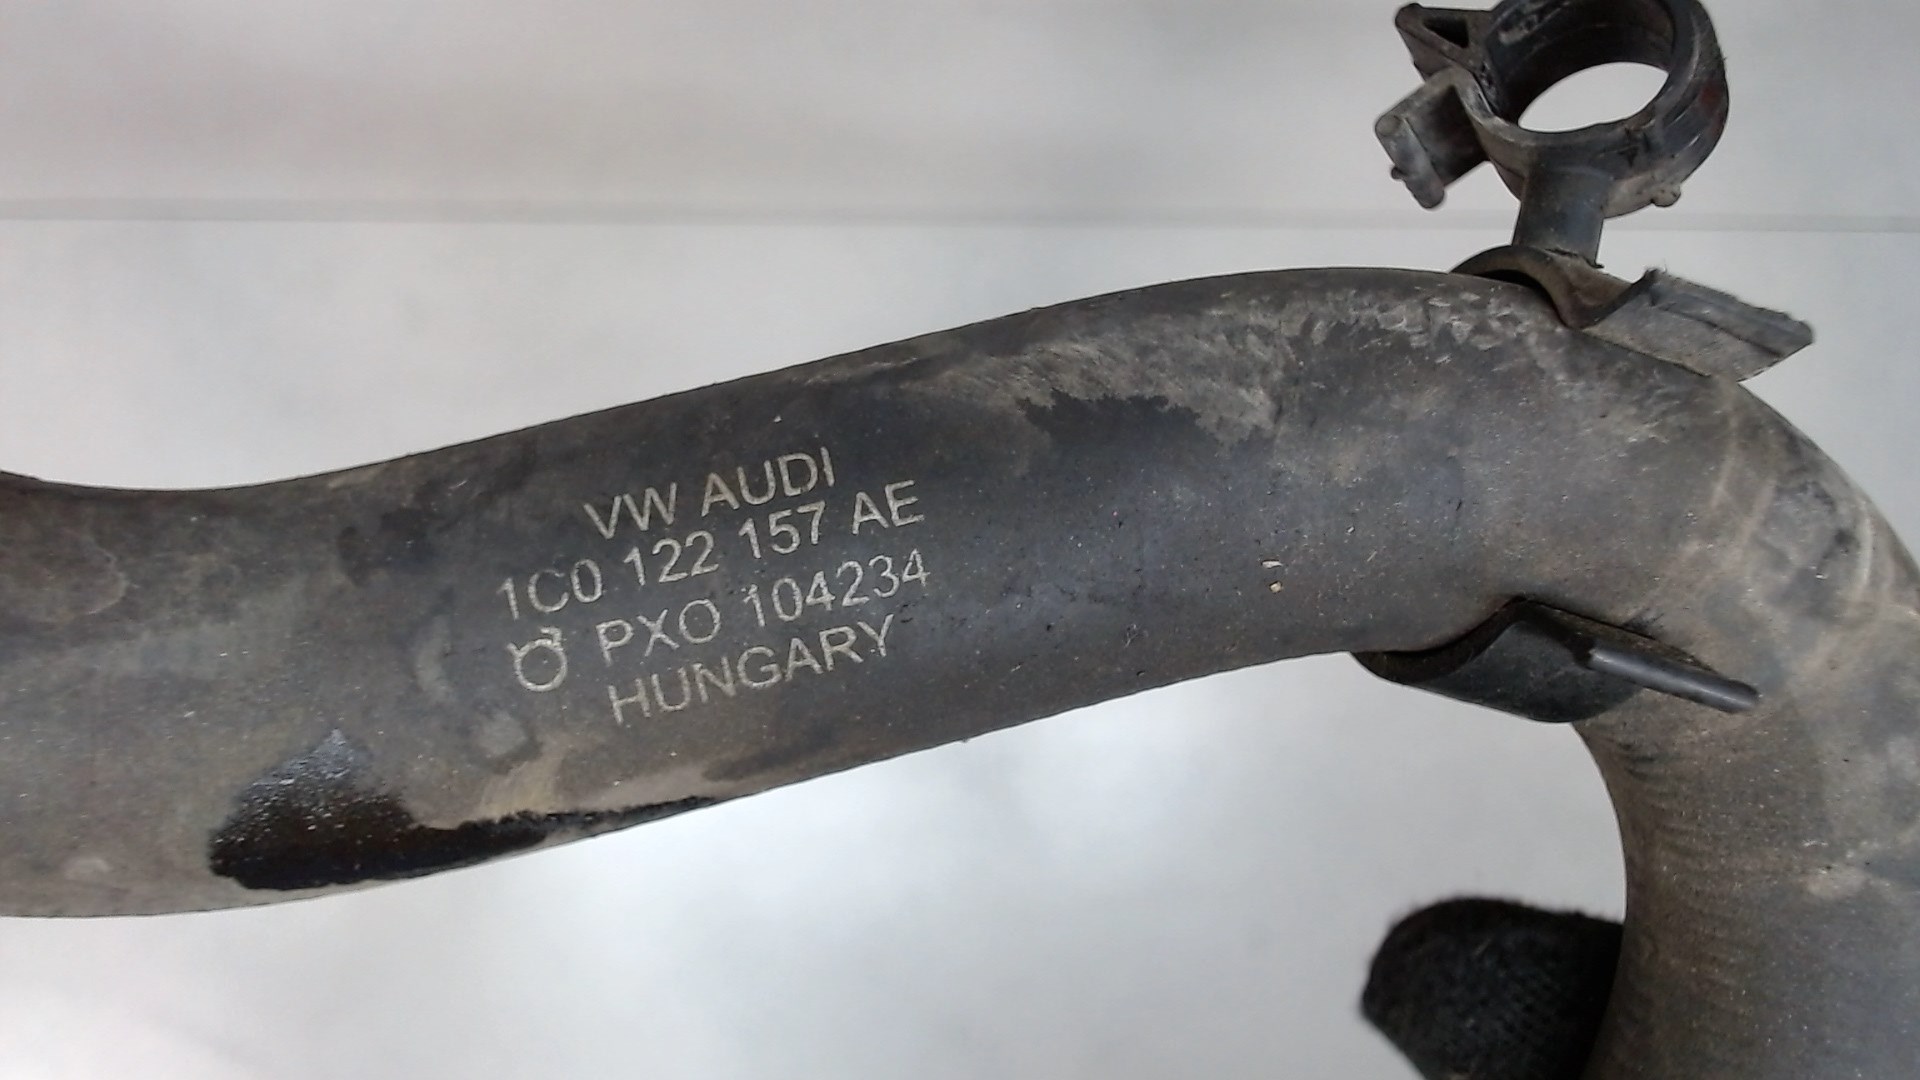 VW AUDI
1C0 122 157 AE
PXO 104234
HUNGARY